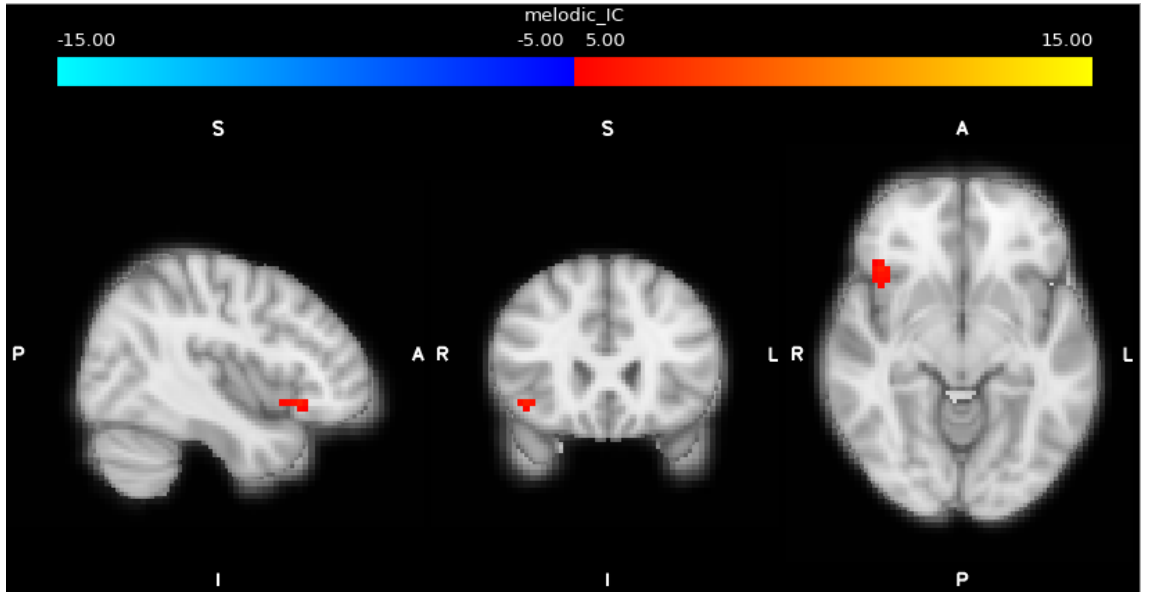 melodic_IC
-15.00 -5.00 5.00 15.00
S S A
P A R L R L
I I P